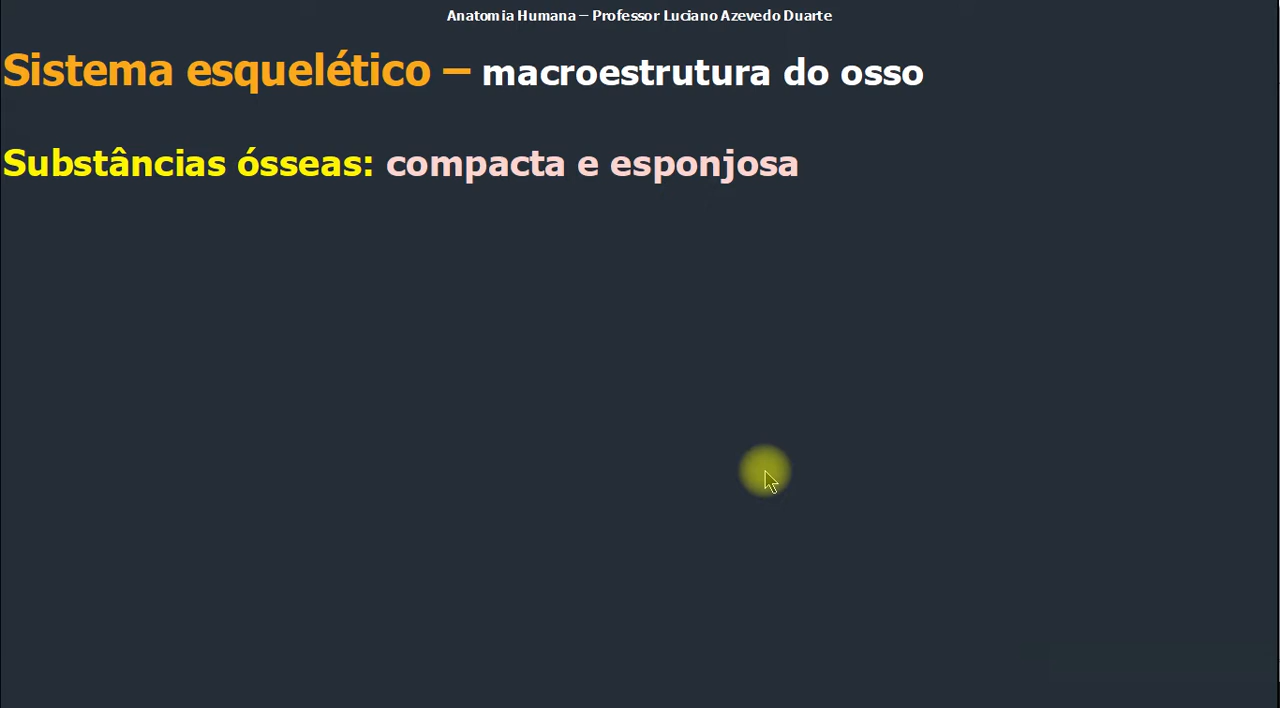 Anatomia Humana – Professor Luciano Azevedo Duarte
Sistema esquelético – macroestrutura do osso
Substâncias ósseas: compacta e esponjosa